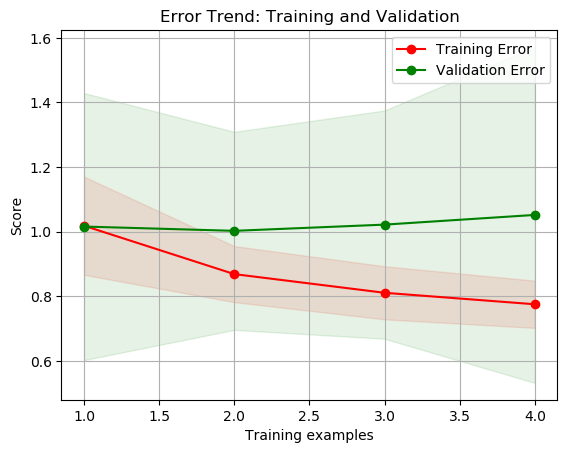 Error Trend: Training and Validation
Training Error
Validation Error
Score
1.6
1.4
1.2
1.0
0.8
0.6
1.0 1.5 2.0 2.5 3.0 3.5 4.0
Training examples